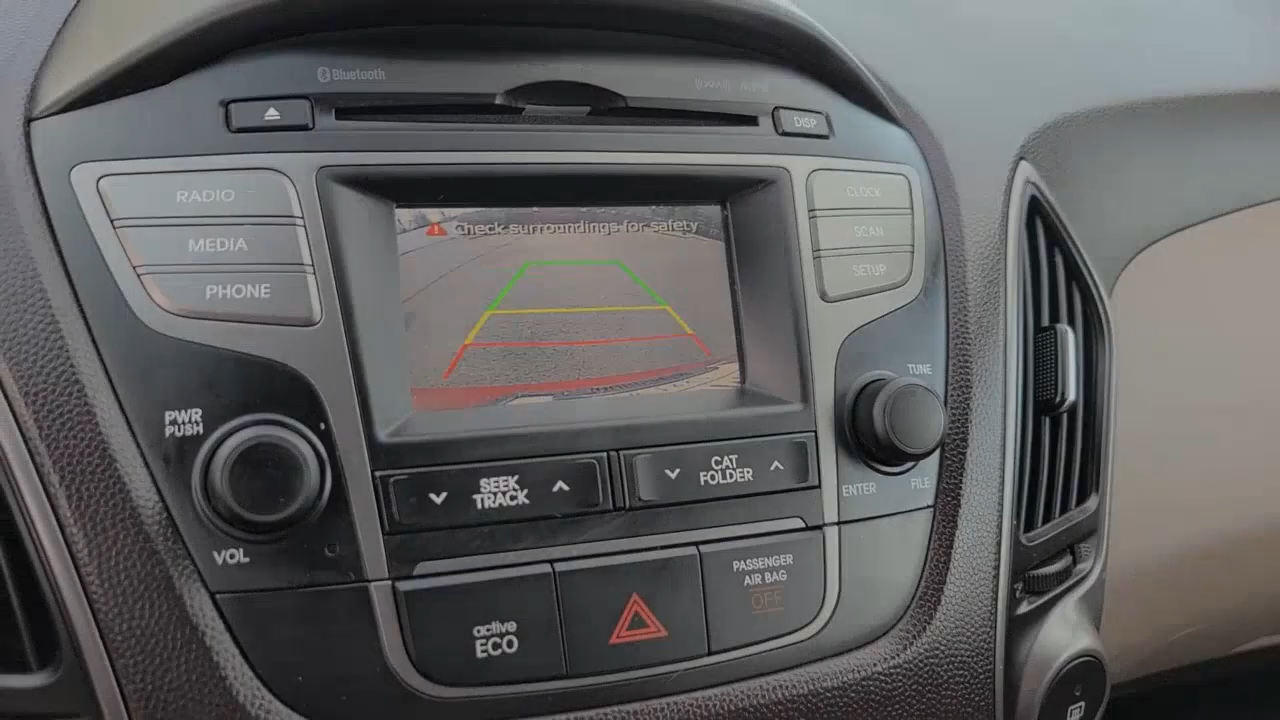 Bluetooth
DISP
RADIO
MEDIA
PHONE
Check surroundings for safety
CLOCK
SCAN
SETUP
PWR
PUSH
VOL
SEEK
TRACK
CAT
FOLDER
TUNE
ENTER
FILE
active
ECO
PASSENGER
AIR BAG
OFF